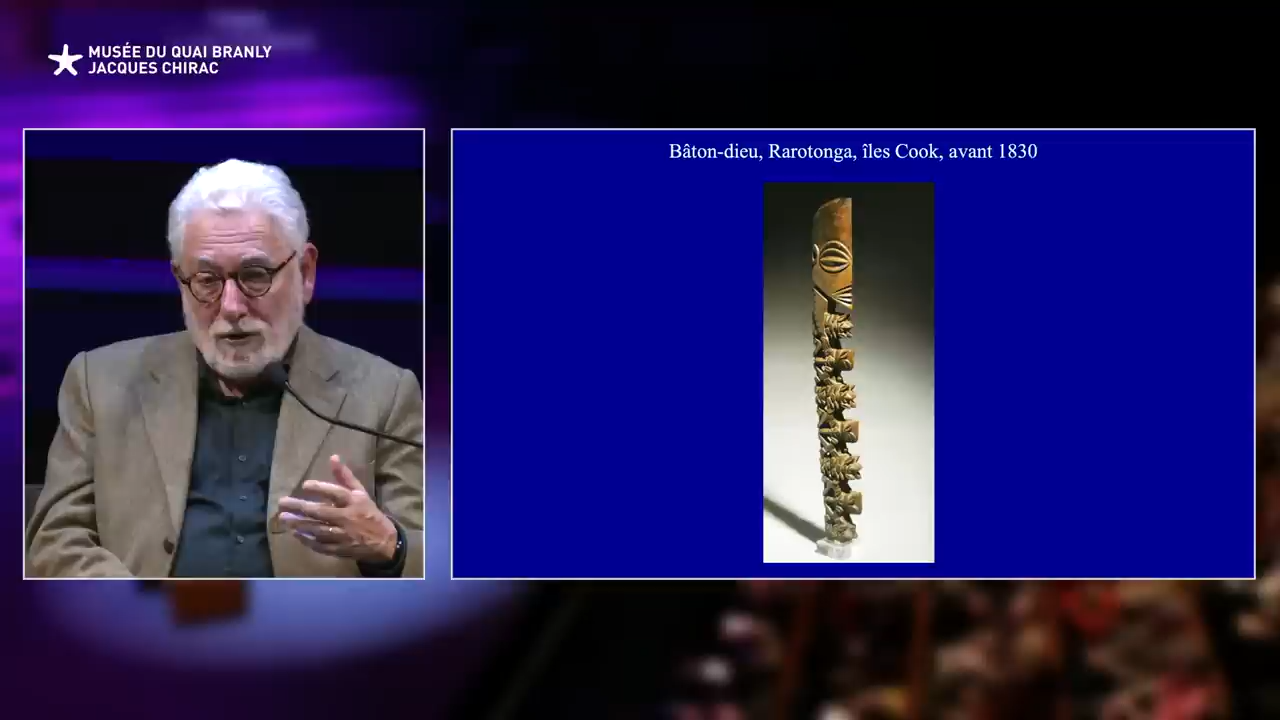 MUSÉE DU QUAI BRANLY
JACQUES CHIRAC
Bâton-dieu, Rarotonga, îles Cook, avant 1830